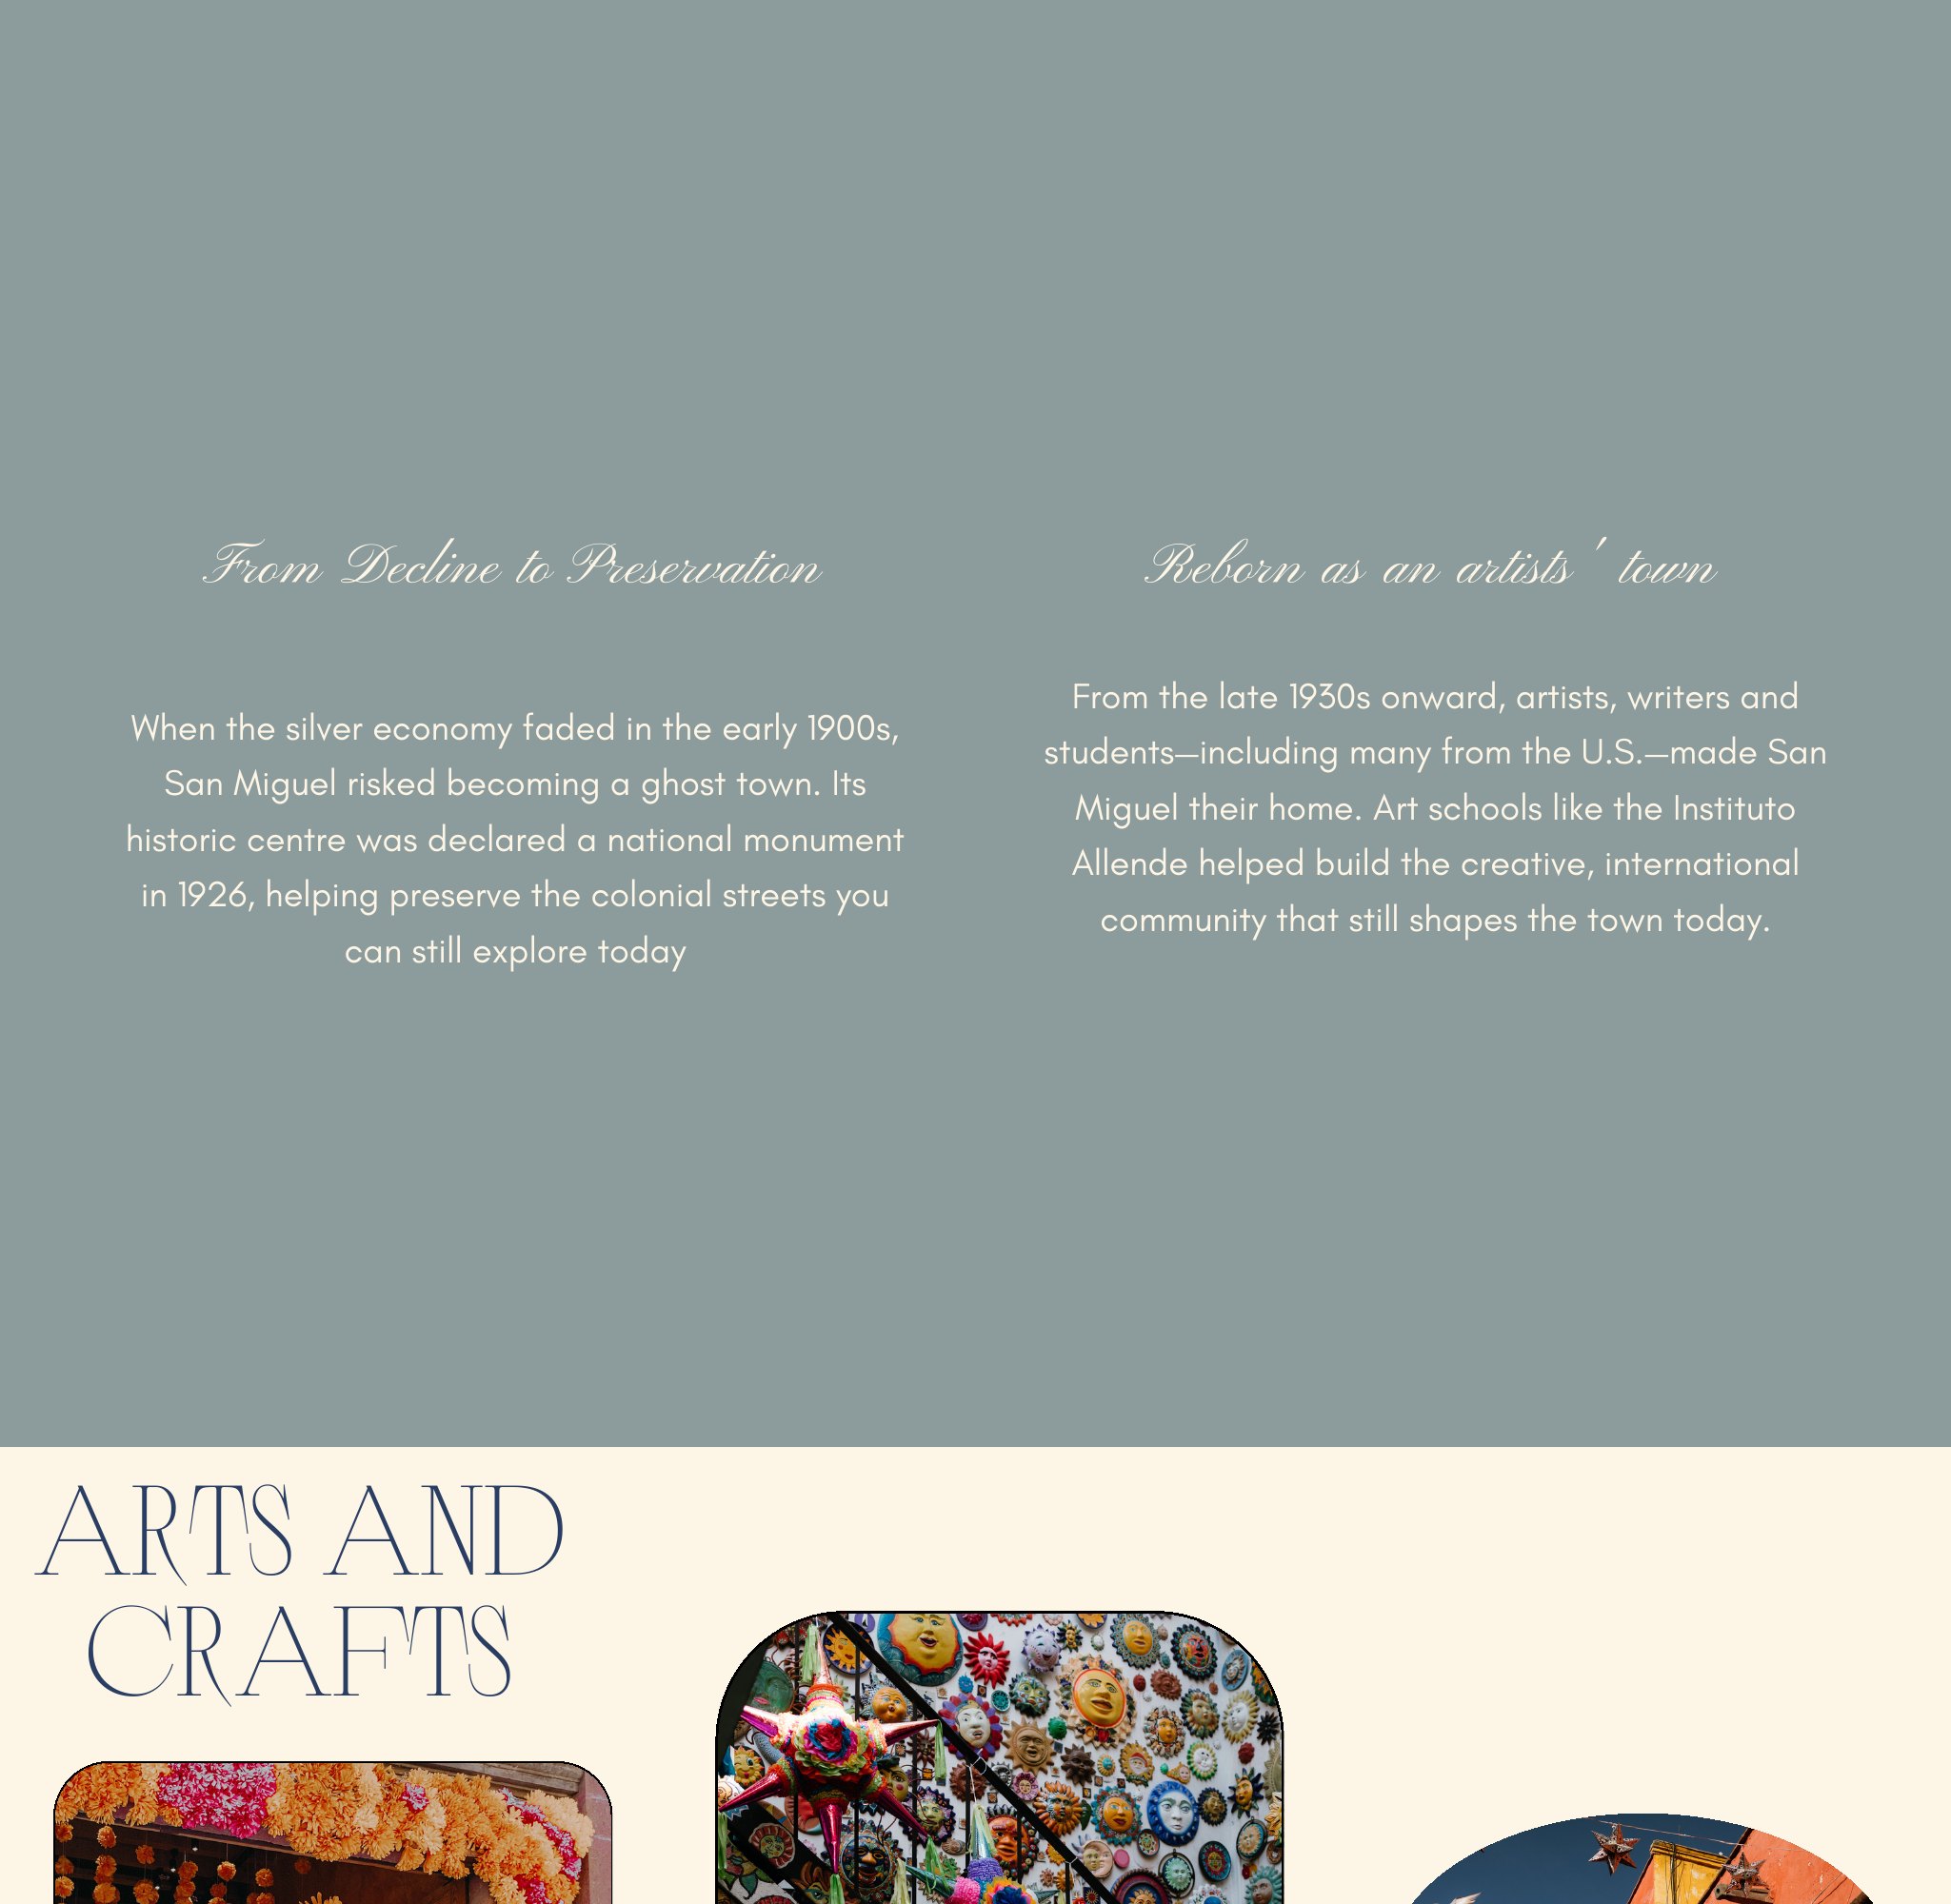 From Decline to Preservation
When the silver economy faded in the early 1900s,
San Miguel risked becoming a ghost town. Its
historic centre was declared a national monument
in 1926, helping preserve the colonial streets you
can still explore today
Reborn as an artists' town
From the late 1930s onward, artists, writers and
students—including many from the U.S.—made San
Miguel their home. Art schools like the Instituto
Allende helped build the creative, international
community that still shapes the town today.
ARTS AND
CRAFTS